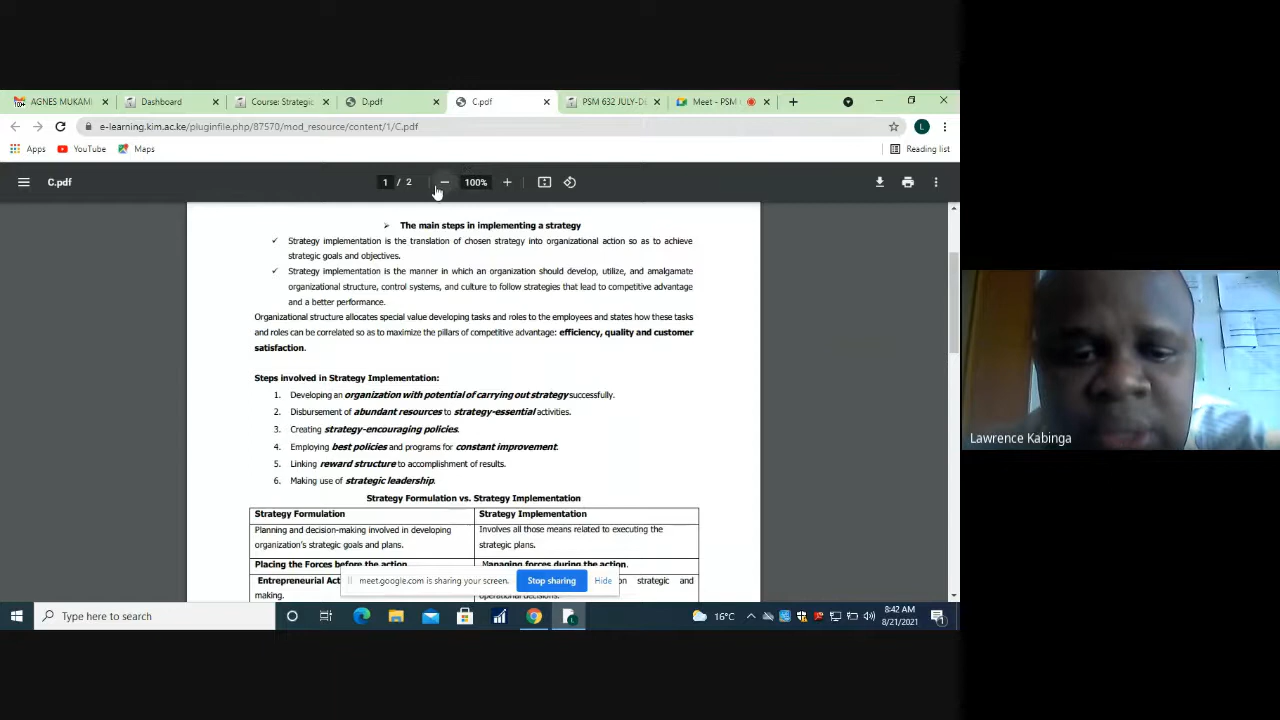 AGNES MUKAMI
Dashboard
Course: Strategic
D.pdf
C.pdf
PSM 632 JULY-DE
Meet - PSM
e-learning.kim.ac.ke/pluginfile.php/87570/mod_resource/content/1/C.pdf
L
Apps
YouTube
Maps
Reading list
C.pdf
1 / 2
100%
The main steps in implementing a strategy
Strategy implementation is the translation of chosen strategy into organizational action so as to achieve
strategic goals and objectives.
Strategy implementation is the manner in which an organization should develop, utilize, and amalgamate
organizational structure, control systems, and culture to follow strategies that lead to competitive advantage
and a better performance.
Organizational structure allocates special value developing tasks and roles to the employees and states how these tasks
and roles can be correlated so as to maximize the pillars of competitive advantage: efficiency, quality and customer
satisfaction.
Steps involved in Strategy Implementation:
1. Developing an organization with potential of carrying out strategy successfully.
2. Disbursement of abundant resources to strategy-essential activities.
3. Creating strategy-encouraging policies.
4. Employing best policies and programs for constant improvement.
5. Linking reward structure to accomplishment of results.
6. Making use of strategic leadership.
Strategy Formulation vs. Strategy Implementation
Strategy Formulation
Strategy Implementation
Planning and decision-making involved in developing
organization's strategic goals and plans.
Involves all those means related to executing the
strategic plans.
Placing the Forces before the action.
Managing forces during the action.
Entrepreneurial Act
making.
on strategic and
operational decisions.
meet.google.com is sharing your screen.
Stop sharing
Hide
Lawrence Kabinga
Type here to search
16°C
8:42 AM
8/21/2021